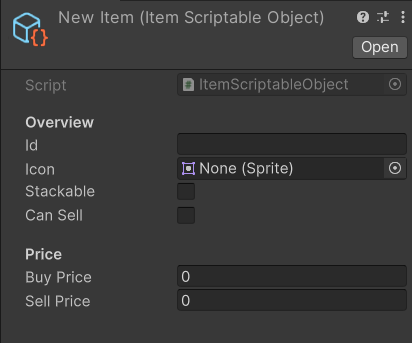 New Item (Item Scriptable Object)
Open
Script ItemScriptableObject
Overview
Id
Icon None (Sprite)
Stackable
Can Sell
Price
Buy Price 0
Sell Price 0